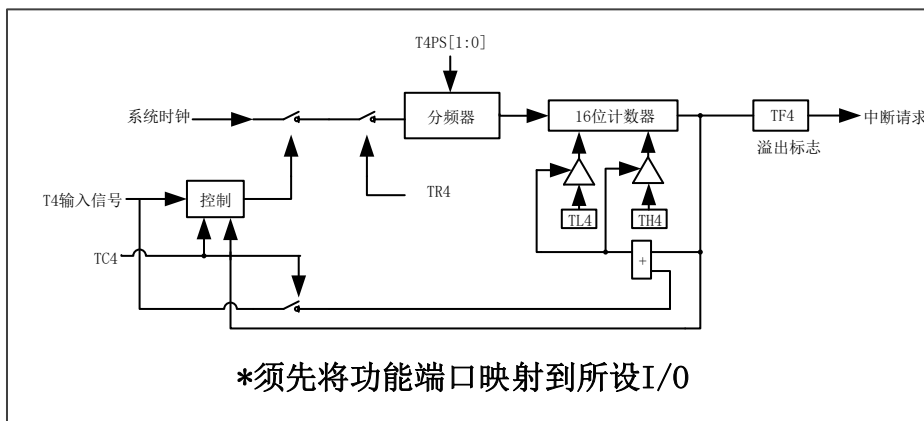 T4PS[1:0]
系统时钟
分频器
16位计数器
TF4
中断请求
溢出标志
T4输入信号
控制
TR4
TL4
TH4
TC4
+
*须先将功能端口映射到所设I/O